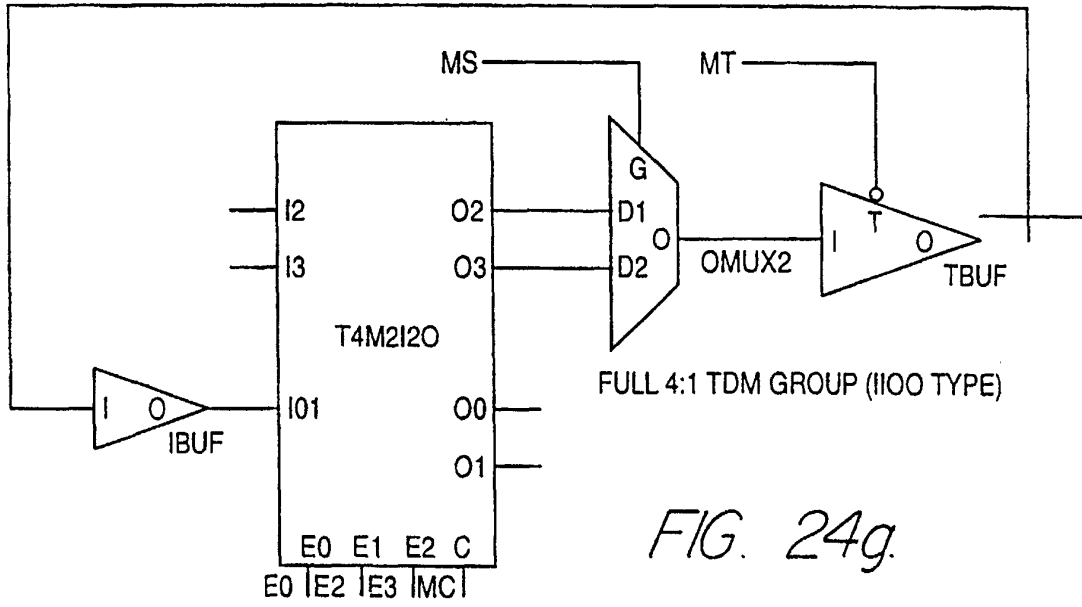 MS
MT
G
I2 O2 D1
T
O
I O
I3 O3 D2
OMUX2
TBUF
T4M2I2O
FULL 4:1 TDM GROUP (IIOO TYPE)
I O
I01 O0
IBUF
O1
E0 E1 E2 C
E0 E2 E3 MC
FIG. 24g.